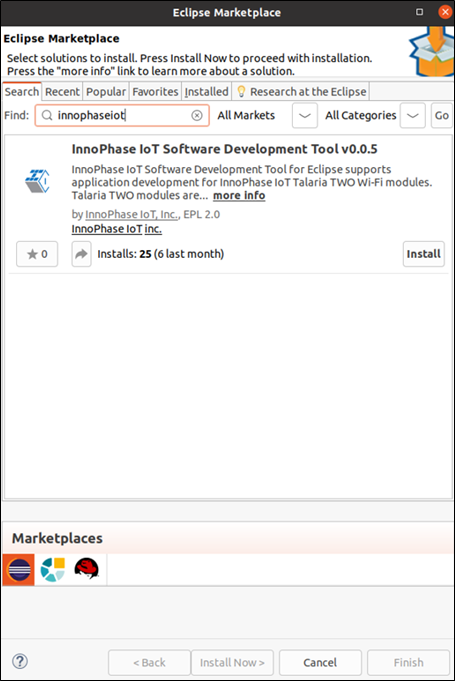 Eclipse Marketplace
Eclipse Marketplace
Select solutions to install. Press Install Now to proceed with installation.
Press the "more info" link to learn more about a solution.
Search Recent Popular Favorites Installed Research at the Eclipse
Find: innophaseiot All Markets All Categories Go
InnoPhase IoT Software Development Tool v0.0.5
InnoPhase IoT Software Development Tool for Eclipse supports
application development for InnoPhase IoT Talaria TWO Wi-Fi modules.
Talaria TWO modules are... more info
by InnoPhase IoT, Inc., EPL 2.0
InnoPhase IoT inc.
★ 0 Installs: 25 (6 last month) Install
Marketplaces
? < Back Install Now > Cancel Finish